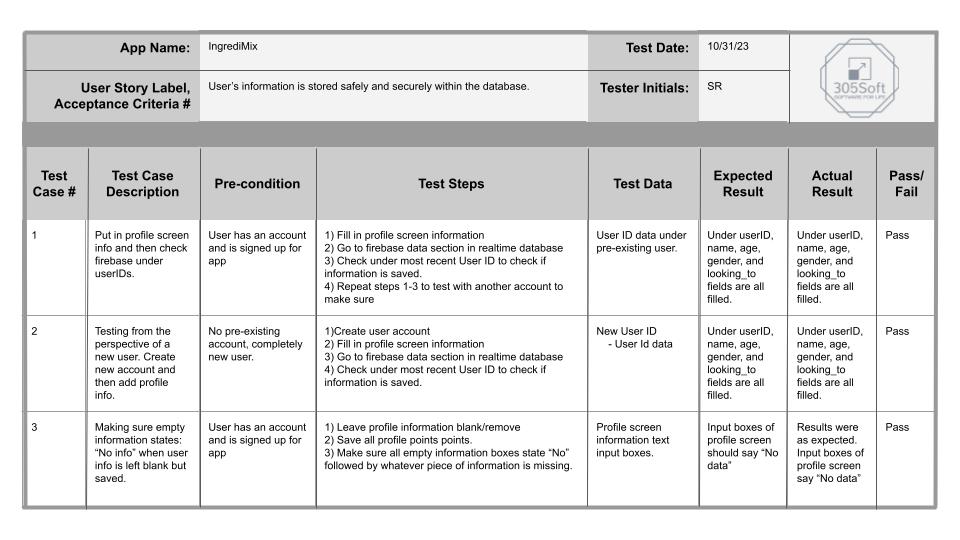 App Name:
IngrediMix
Test Date:
10/31/23
305Soft
SOFTWARE FOR LIFE
User Story Label,
Acceptance Criteria #
User’s information is stored safely and securely within the database.
Tester Initials:
SR
Test
Case #
Test Case
Description
Pre-condition
Test Steps
Test Data
Expected
Result
Actual
Result
Pass/
Fail
1
Put in profile screen
info and then check
firebase under
userIDs.
User has an account
and is signed up for
app
1) Fill in profile screen information
2) Go to firebase data section in realtime database
3) Check under most recent User ID to check if
information is saved.
4) Repeat steps 1-3 to test with another account to
make sure
User ID data under
pre-existing user.
Under userID,
name, age,
gender, and
looking_to
fields are all
filled.
Under userID,
name, age,
gender, and
looking_to
fields are all
filled.
Pass
2
Testing from the
perspective of a
new user. Create
new account and
then add profile
info.
No pre-existing
account, completely
new user.
1)Create user account
2) Fill in profile screen information
3) Go to firebase data section in realtime database
4) Check under most recent User ID to check if
information is saved.
New User ID
- User Id data
Under userID,
name, age,
gender, and
looking_to
fields are all
filled.
Under userID,
name, age,
gender, and
looking_to
fields are all
filled.
Pass
3
Making sure empty
information states:
“No info” when user
info is left blank but
saved.
User has an account
and is signed up for
app
1) Leave profile information blank/remove
2) Save all profile points points.
3) Make sure all empty information boxes state “No”
followed by whatever piece of information is missing.
Profile screen
information text
input boxes.
Input boxes of
profile screen
should say “No
data”
Results were
as expected.
Input boxes of
profile screen
say “No data”
Pass